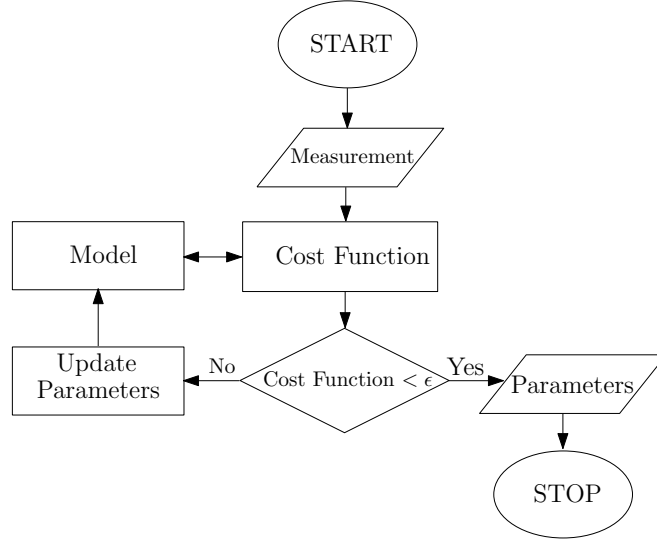 START
Measurement
Model
Cost Function
Update
Parameters
No
Cost Function < ϵ
Yes
Parameters
STOP